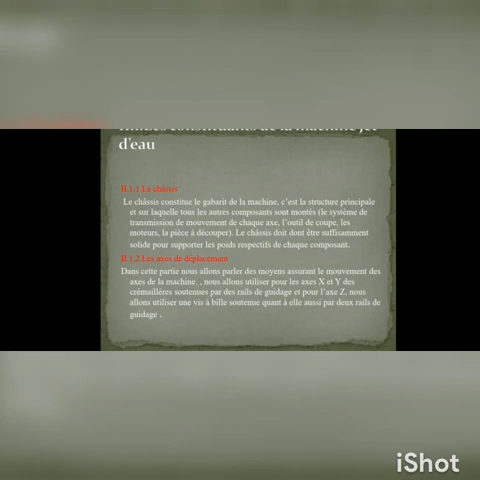 constituants de la machine jet
d'eau
II.1.1.Le châssis
Le châssis constitue le gabarit de la machine, c'est la structure principale
et sur laquelle tous les autres composants sont montés (le système de
transmission de mouvement de chaque axe, l'outil de coupe, les
moteurs, la pièce à découper). Le châssis doit dont être suffisamment
solide pour supporter les poids respectifs de chaque composant.
II.1.2.Les axes de déplacement
Dans cette partie nous allons parler des moyens assurant le mouvement des
axes de la machine. , nous allons utiliser pour les axes X et Y des
crémaillères soutenues par des rails de guidage et pour l'axe Z, nous
allons utiliser une vis à bille soutenue quant à elle aussi par deux rails de
guidage .
iShot